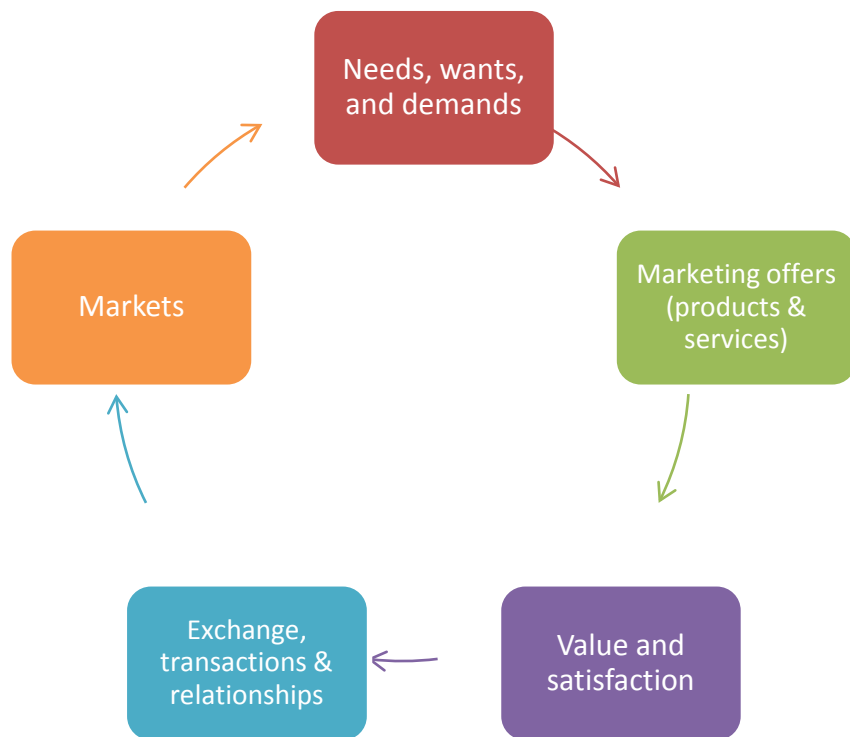 Needs, wants,
and demands
Marketing offers
(products &
services)
Value and
satisfaction
Exchange,
transactions &
relationships
Markets